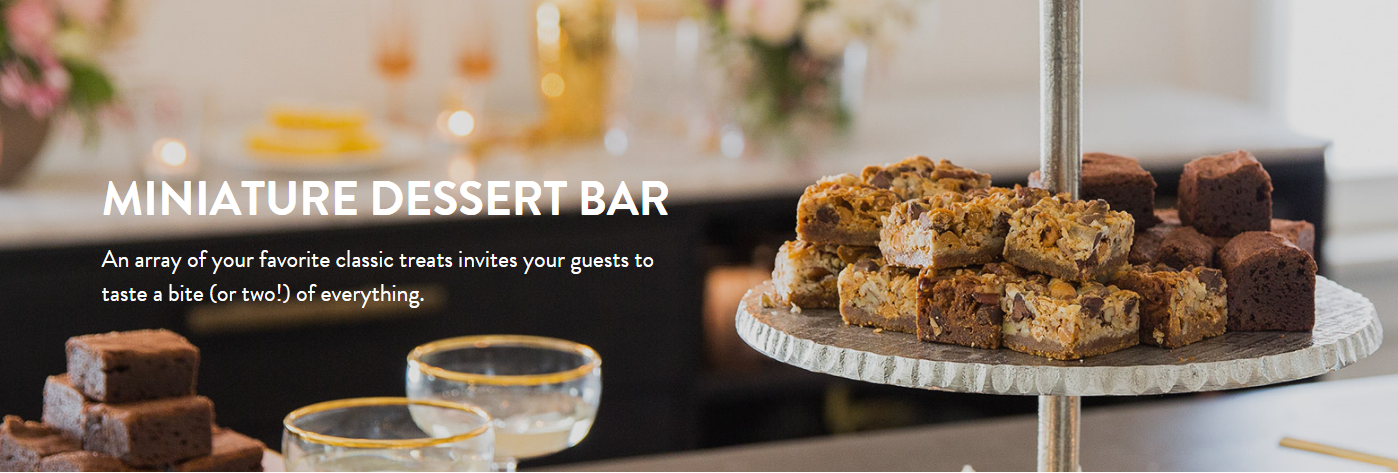 MINIATURE DESSERT BAR
An array of your favorite classic treats invites your guests to
taste a bite (or two!) of everything.